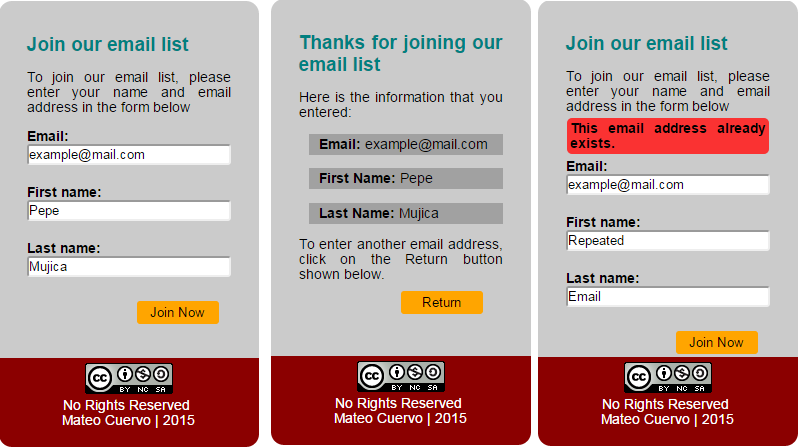 Join our email list
To join our email list, please
enter your name and email
address in the form below
Email:
example@mail.com
First name:
Pepe
Last name:
Mujica
Join Now
cc
BY NC SA
No Rights Reserved
Mateo Cuervo | 2015
Thanks for joining our
email list
Here is the information that you
entered:
Email: example@mail.com
First Name: Pepe
Last Name: Mujica
To enter another email address,
click on the Return button
shown below.
Return
cc
BY NC SA
No Rights Reserved
Mateo Cuervo | 2015
Join our email list
To join our email list, please
enter your name and email
address in the form below
This email address already
exists.
Email:
example@mail.com
First name:
Repeated
Last name:
Email
Join Now
cc
BY NC SA
No Rights Reserved
Mateo Cuervo | 2015